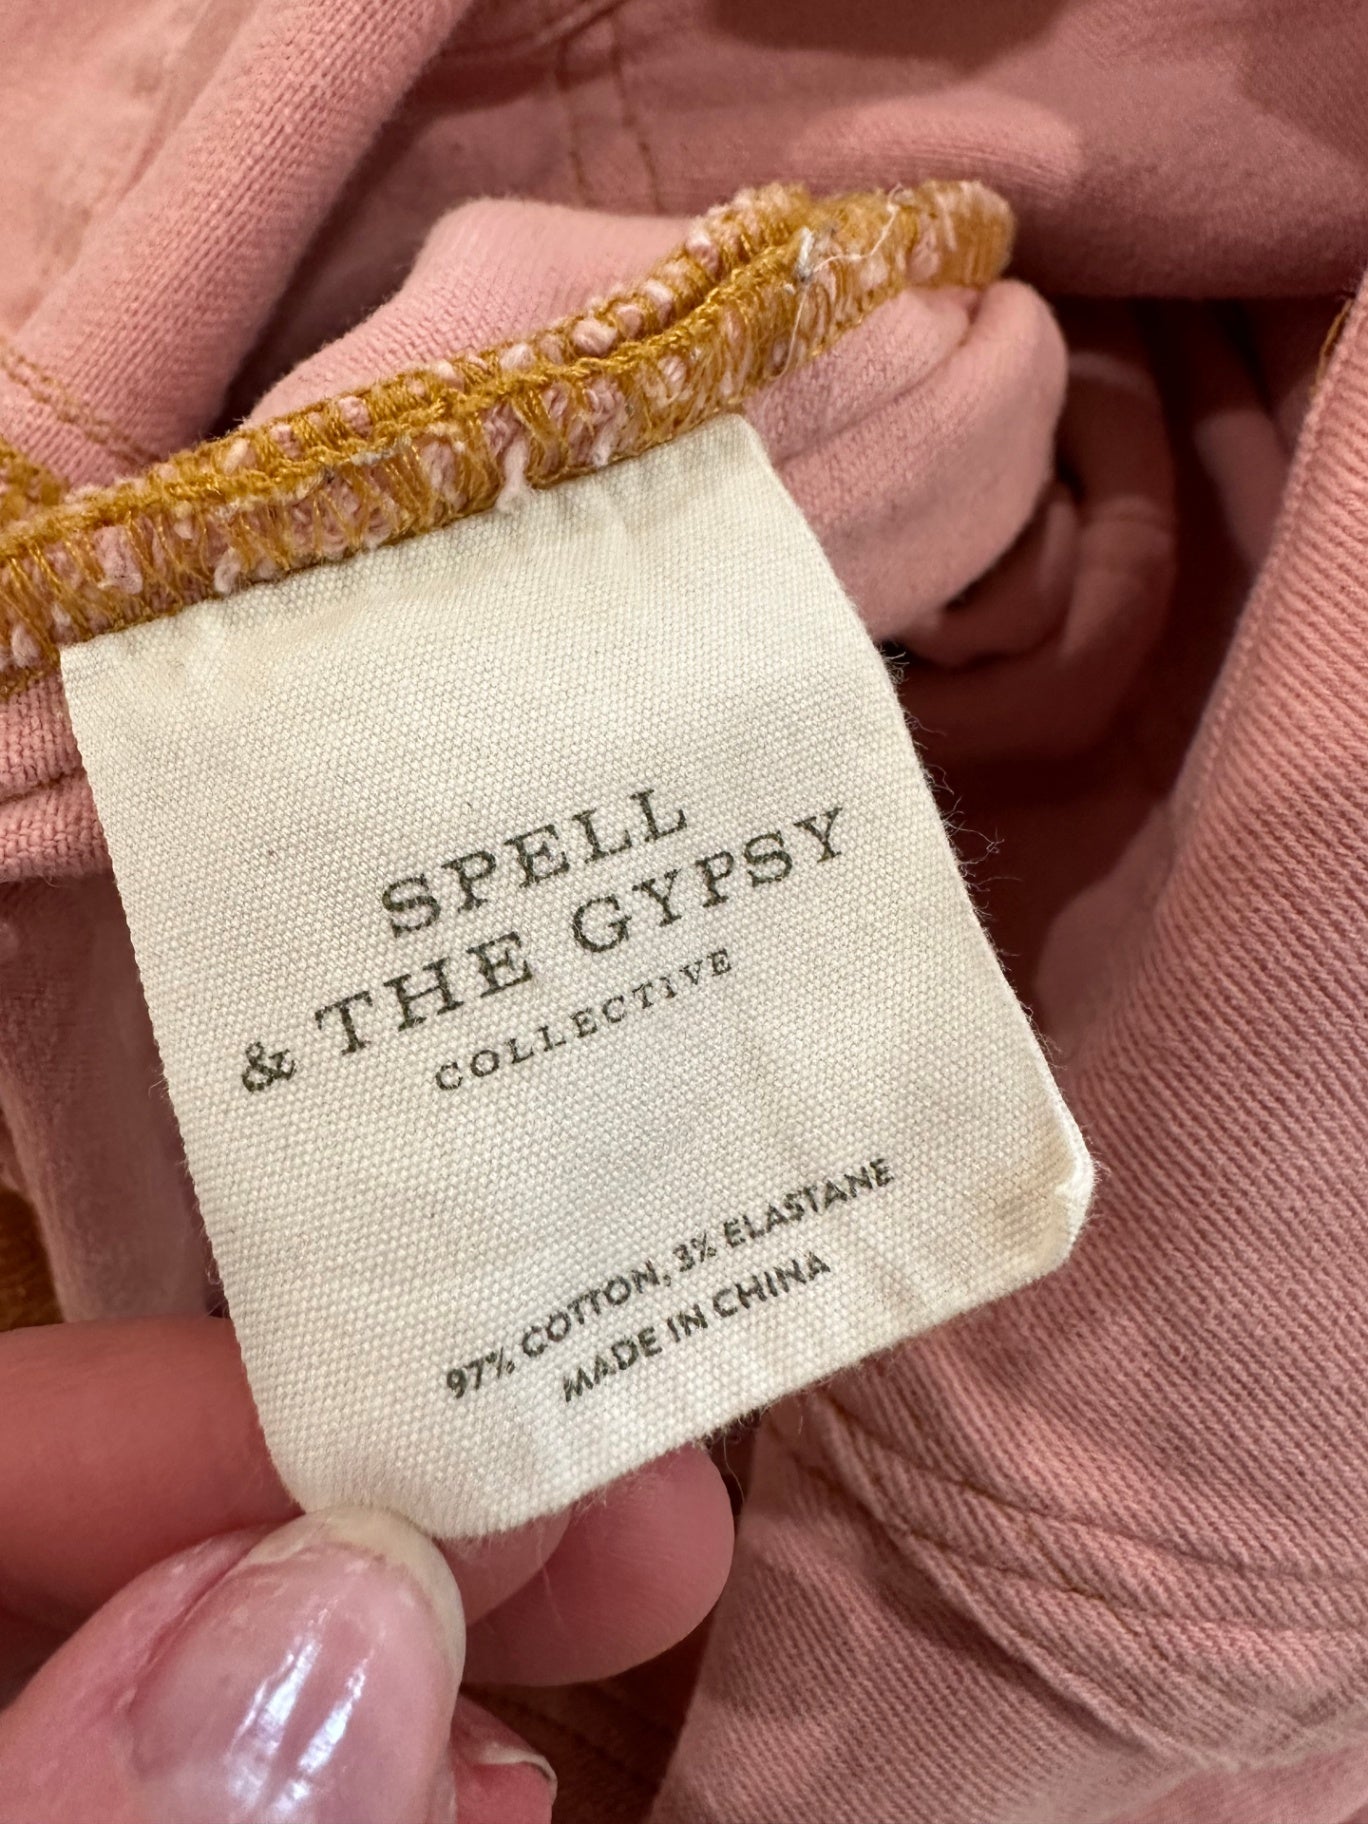 SPELL
& THE GYPSY
COLLECTIVE
97% COTTON, 3% ELASTANE
MADE IN CHINA